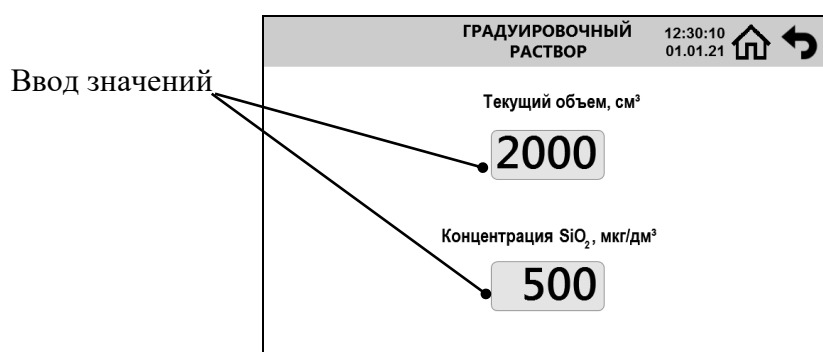 ГРАДУИРОВОЧНЫЙ
РАСТВОР
12:30:10
01.01.21
Ввод значений
Текущий объем, см³
2000
Концентрация SiO₂, мкг/дм³
500